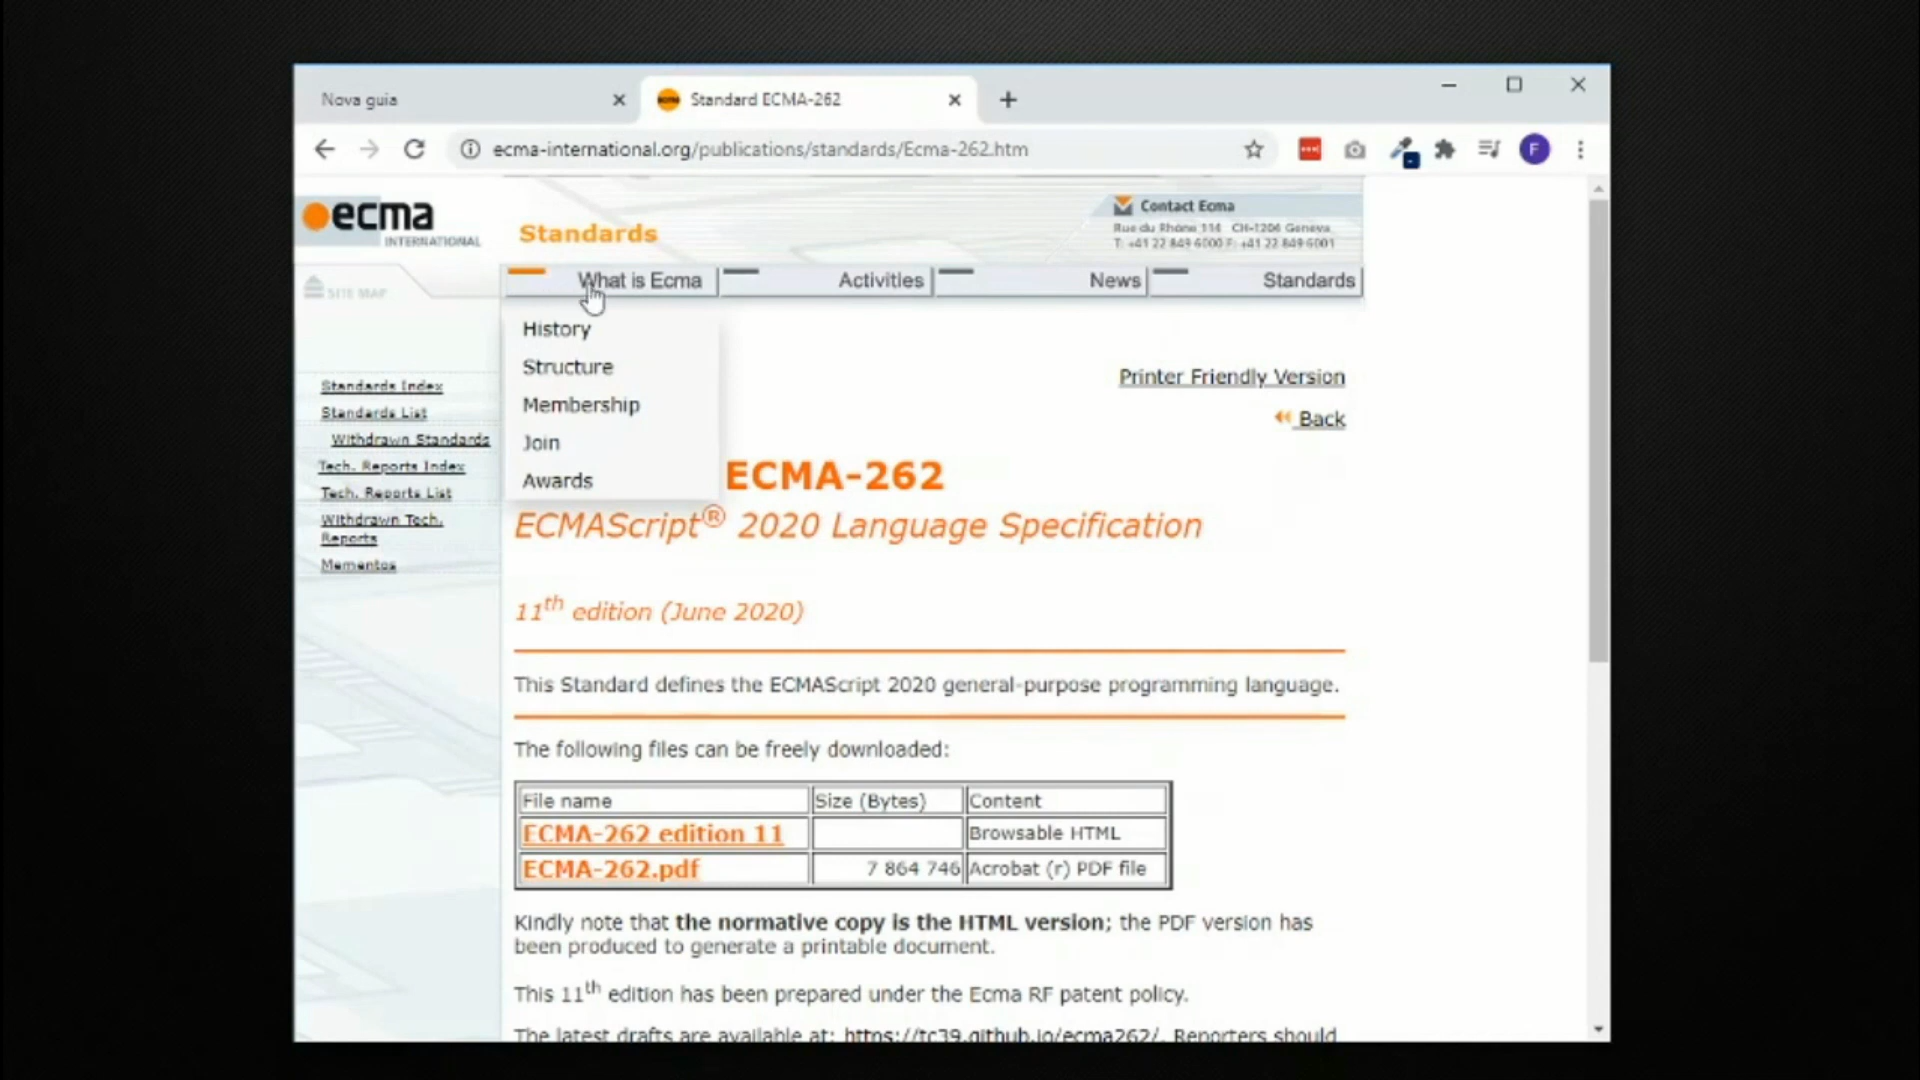 Nova guia
Standard ECMA-262
ecma-international.org/publications/standards/Ecma-262.htm
F
ecma
INTERNATIONAL
Standards
Contact Ecma
Rue du Rhône 114 CH-1204 Geneva
T: +41 22 849 6000 F: +41 22 849 6001
SITE MAP
What is Ecma
Activities
News
Standards
History
Structure
Membership
Join
Awards
Standards Index
Standards List
Withdrawn Standards
Tech. Reports Index
Tech. Reports List
Withdrawn Tech.
Reports
Mementos
Printer Friendly Version
Back
ECMA-262
ECMAScript® 2020 Language Specification
11th edition (June 2020)
This Standard defines the ECMAScript 2020 general-purpose programming language.
The following files can be freely downloaded:
File name Size (Bytes) Content
ECMA-262 edition 11 Browsable HTML
ECMA-262.pdf 7 864 746 Acrobat (r) PDF file
Kindly note that the normative copy is the HTML version; the PDF version has
been produced to generate a printable document.
This 11th edition has been prepared under the Ecma RF patent policy.
The latest drafts are available at: https://tc39.github.io/ecma262/. Reporters should